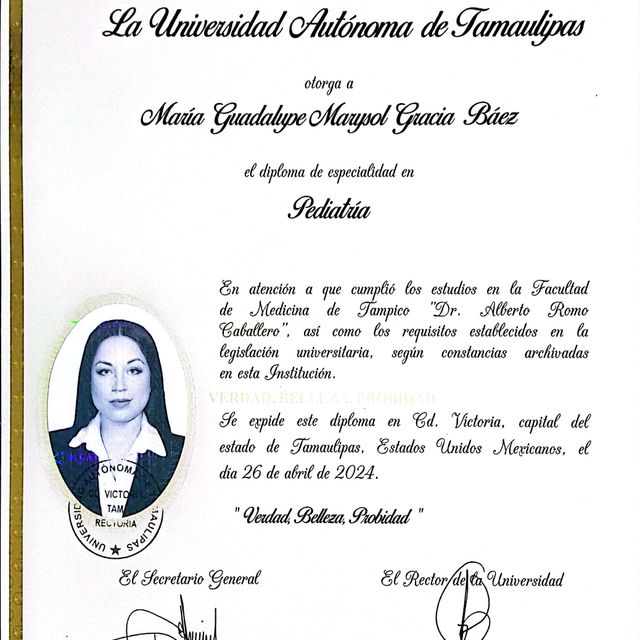 La Universidad Autónoma de Tamaulipas
otorga a
María Guadalupe Marysol Gracia Báez
el diploma de especialidad en
Pediatría
En atención a que cumplió los estudios en la Facultad
de Medicina de Tampico "Dr. Alberto Romo
Caballero", así como los requisitos establecidos en la
legislación universitaria, según constancias archivadas
en esta Institución.
VERDAD, BELLEZA, PROBIDAD
Se expide este diploma en Cd. Victoria, capital del
estado de Tamaulipas, Estados Unidos Mexicanos, el
día 26 de abril de 2024.
" Verdad, Belleza, Probidad "
CD. VICTORIA
TAM
RECTORIA
El Secretario General
El Rector de la Universidad